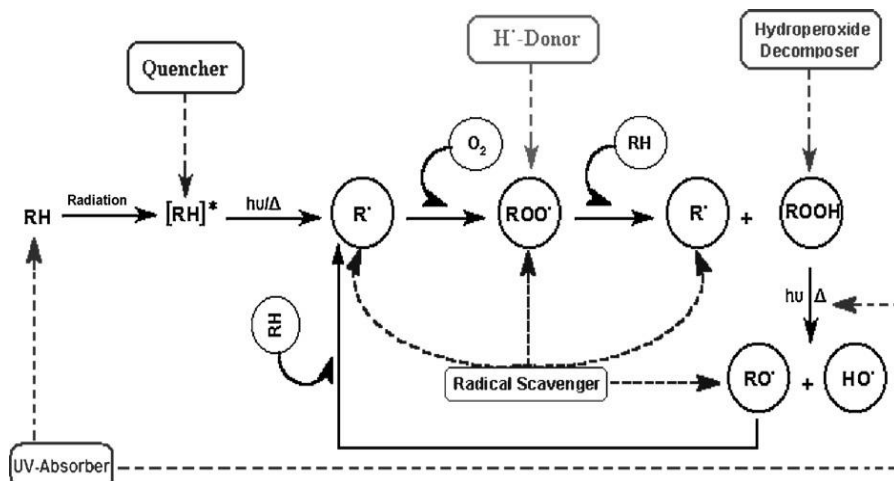 H˙-Donor
Hydroperoxide
Decomposer
Quencher
O₂
RH
RH
Radiation
[RH]*
hυ/Δ
R˙
ROO˙
R˙
+
ROOH
hυ
Δ
RH
Radical Scavenger
RO˙
+
HO˙
UV-Absorber